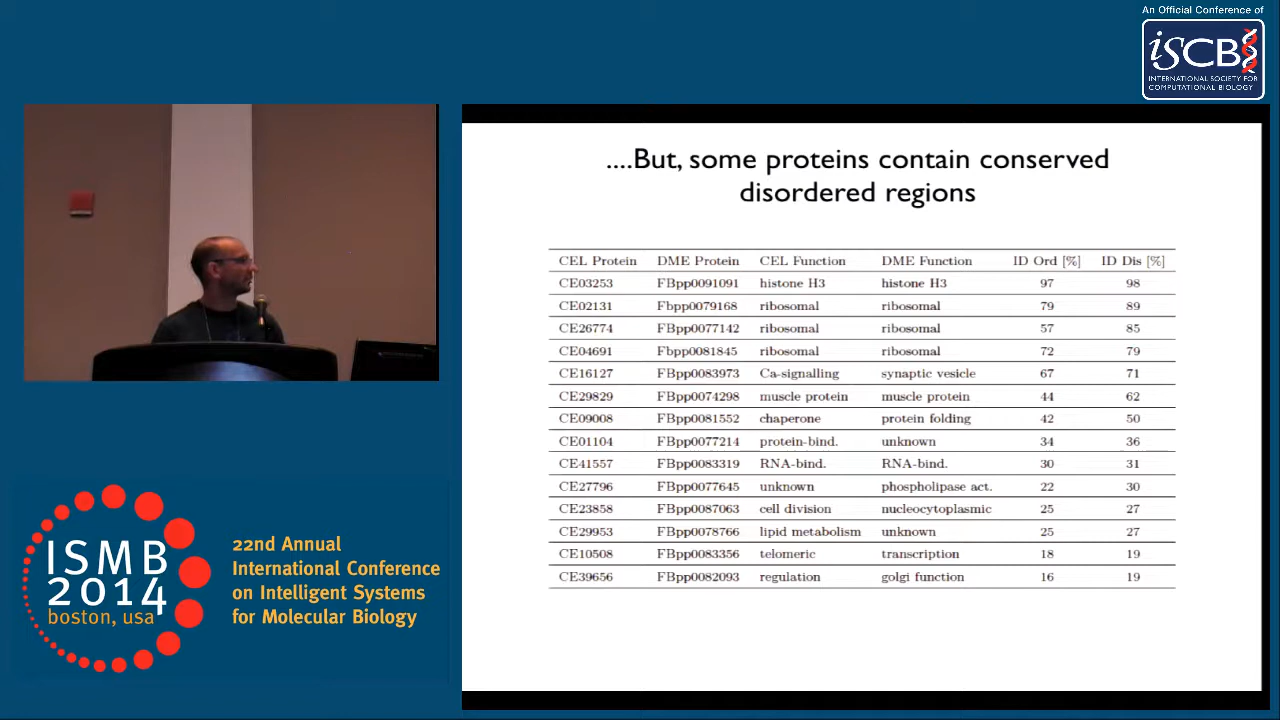 An Official Conference of
iSCB
INTERNATIONAL SOCIETY FOR
COMPUTATIONAL BIOLOGY
....But, some proteins contain conserved
disordered regions
CEL Protein DME Protein CEL Function DME Function ID Ord [%] ID Dis [%]
CE03253 FBpp0091091 histone H3 histone H3 97 98
CE02131 Fbpp0079168 ribosomal ribosomal 79 89
CE26774 FBpp0077142 ribosomal ribosomal 57 85
CE04691 Fbpp0081845 ribosomal ribosomal 72 79
CE16127 FBpp0083973 Ca-signalling synaptic vesicle 67 71
CE29829 FBpp0074298 muscle protein muscle protein 44 62
CE09008 FBpp0081552 chaperone protein folding 42 50
CE01104 FBpp0077214 protein-bind. unknown 34 36
CE41557 FBpp0083319 RNA-bind. RNA-bind. 30 31
CE27796 FBpp0077645 unknown phospholipase act. 22 30
CE23858 FBpp0087063 cell division nucleocytoplasmic 25 27
CE29953 FBpp0078766 lipid metabolism unknown 25 27
CE10508 FBpp0083356 telomeric transcription 18 19
CE39656 FBpp0082093 regulation golgi function 16 19
ISMB
2014
boston, usa
22nd Annual
International Conference
on Intelligent Systems
for Molecular Biology